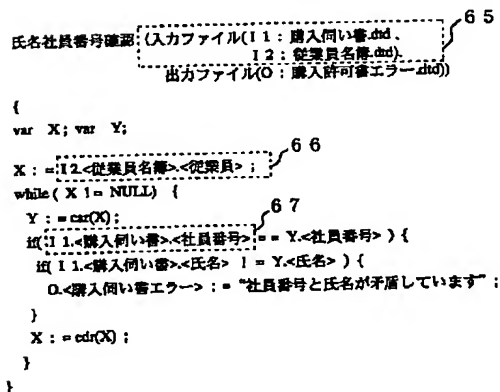 65
氏名社員番号確認 (入力ファイル(I1:購入伺い書.dtd、
I2:従業員名簿.dtd),
出力ファイル(O:購入許可書エラー.dtd))
{
var X; var Y;
66
X := I2.<従業員名簿>.<従業員> ;
while( X != NULL) {
67
Y := car(X);
if( I1.<購入伺い書>.<社員番号> == Y.<社員番号> ) {
if( I1.<購入伺い書>.<氏名> != Y.<氏名> ) {
O.<購入伺い書エラー> := "社員番号と氏名が矛盾しています" ;
}
X := cdr(X) ;
}
}